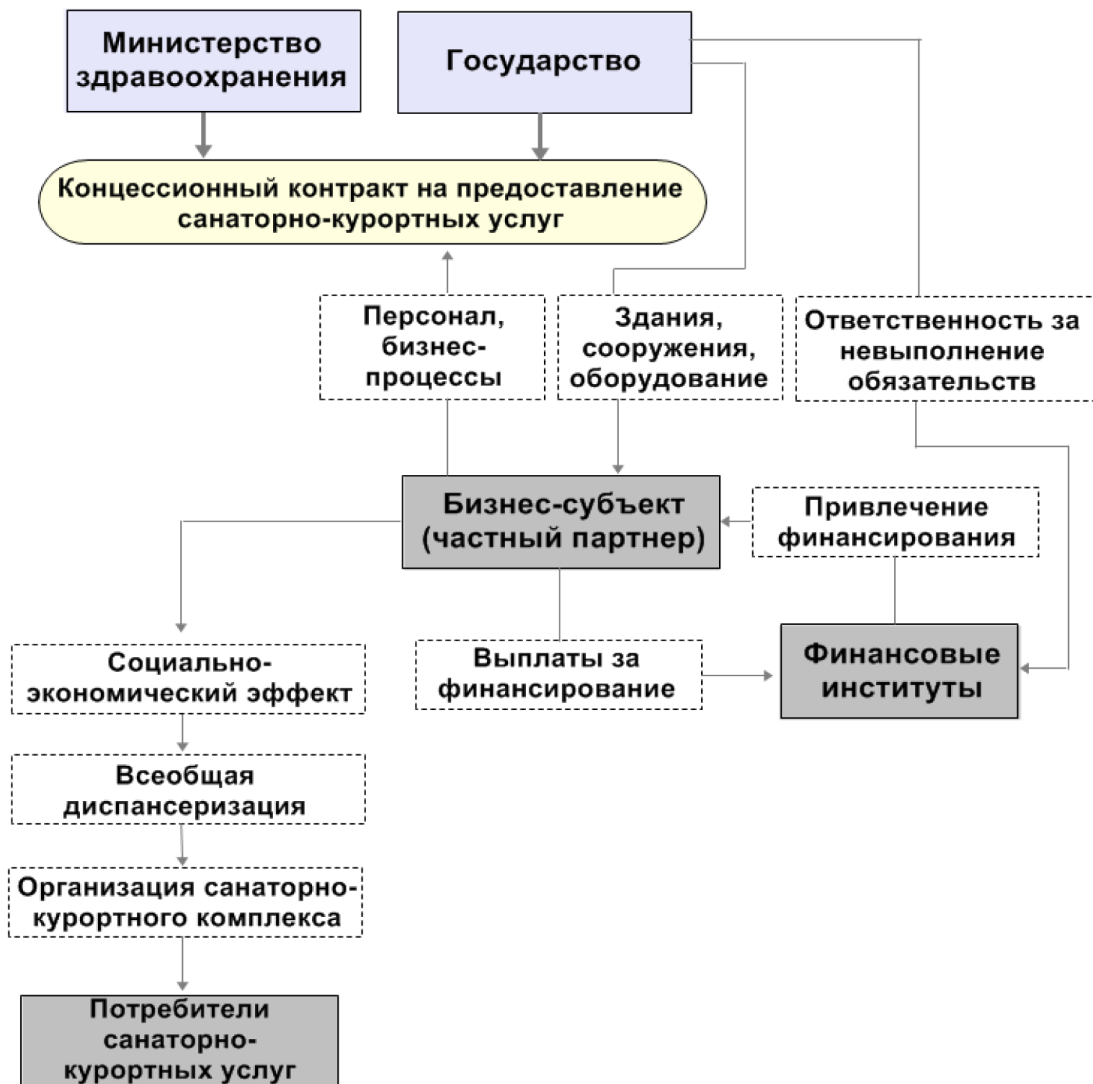 Министерство
здравоохранения
Государство
Концессионный контракт на предоставление
санаторно-курортных услуг
Персонал,
бизнес-
процессы
Здания,
сооружения,
оборудование
Ответственность за
невыполнение
обязательств
Бизнес-субъект
(частный партнер)
Привлечение
финансирования
Социально-
экономический эффект
Выплаты за
финансирование
Финансовые
институты
Всеобщая
диспансеризация
Организация санаторно-
курортного комплекса
Потребители
санаторно-
курортных услуг